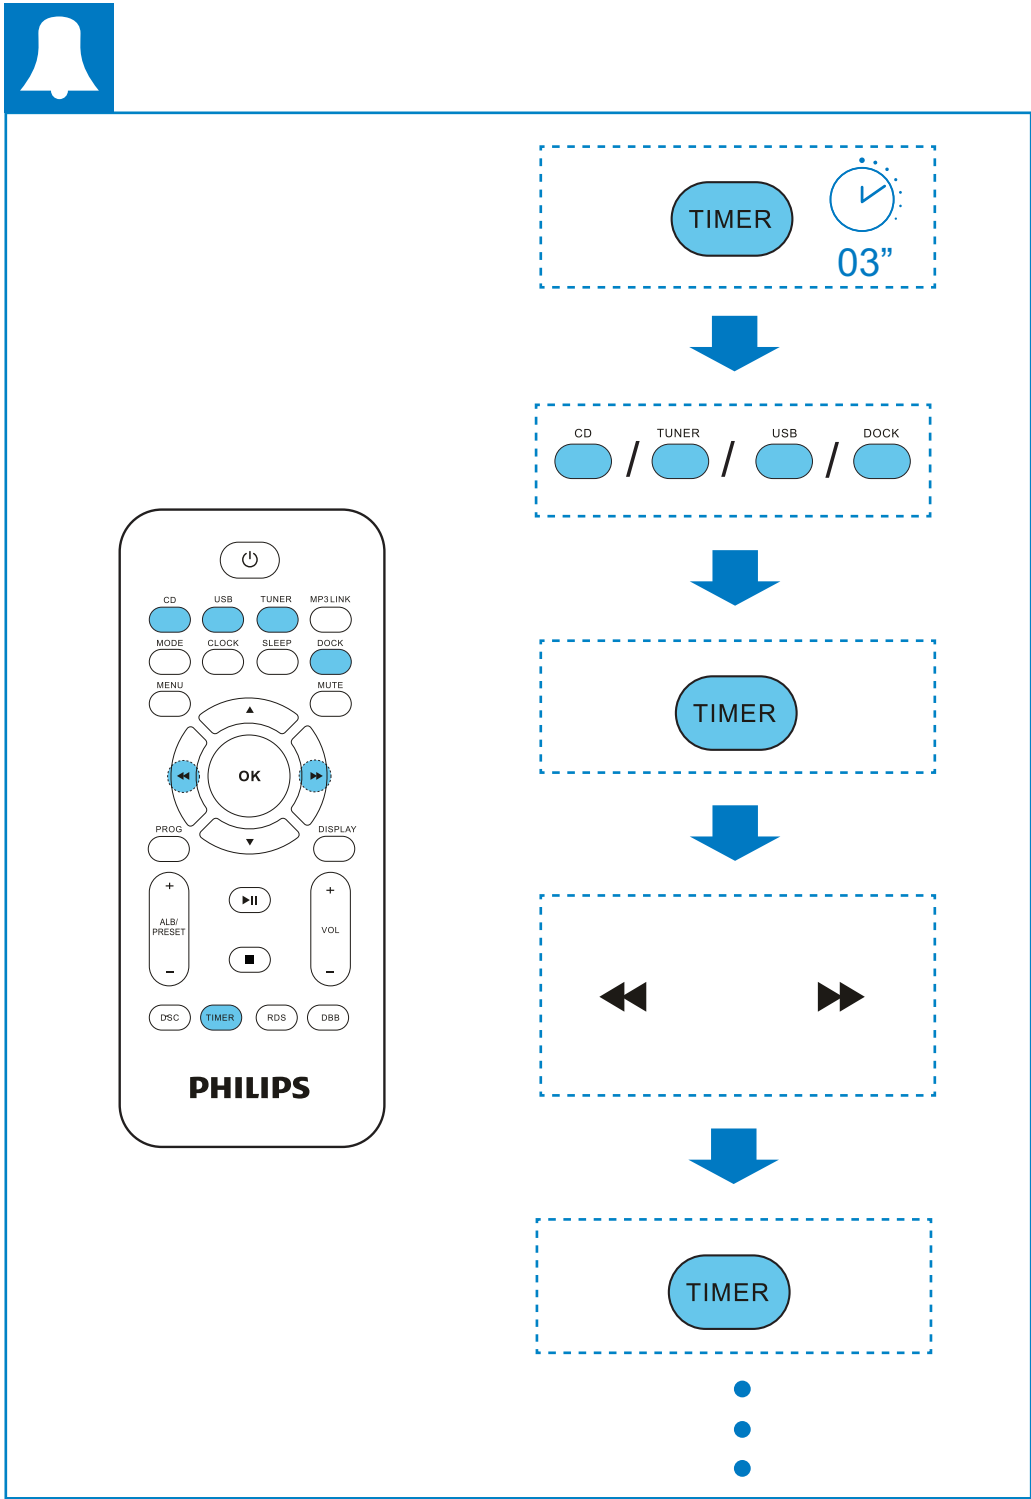 TIMER
03”
CD / TUNER / USB / DOCK
TIMER
TIMER
CD USB TUNER MP3 LINK
MODE CLOCK SLEEP DOCK
MENU MUTE
OK
PROG DISPLAY
+ +
ALB/
PRESET
VOL
– –
DSC TIMER RDS DBB
PHILIPS